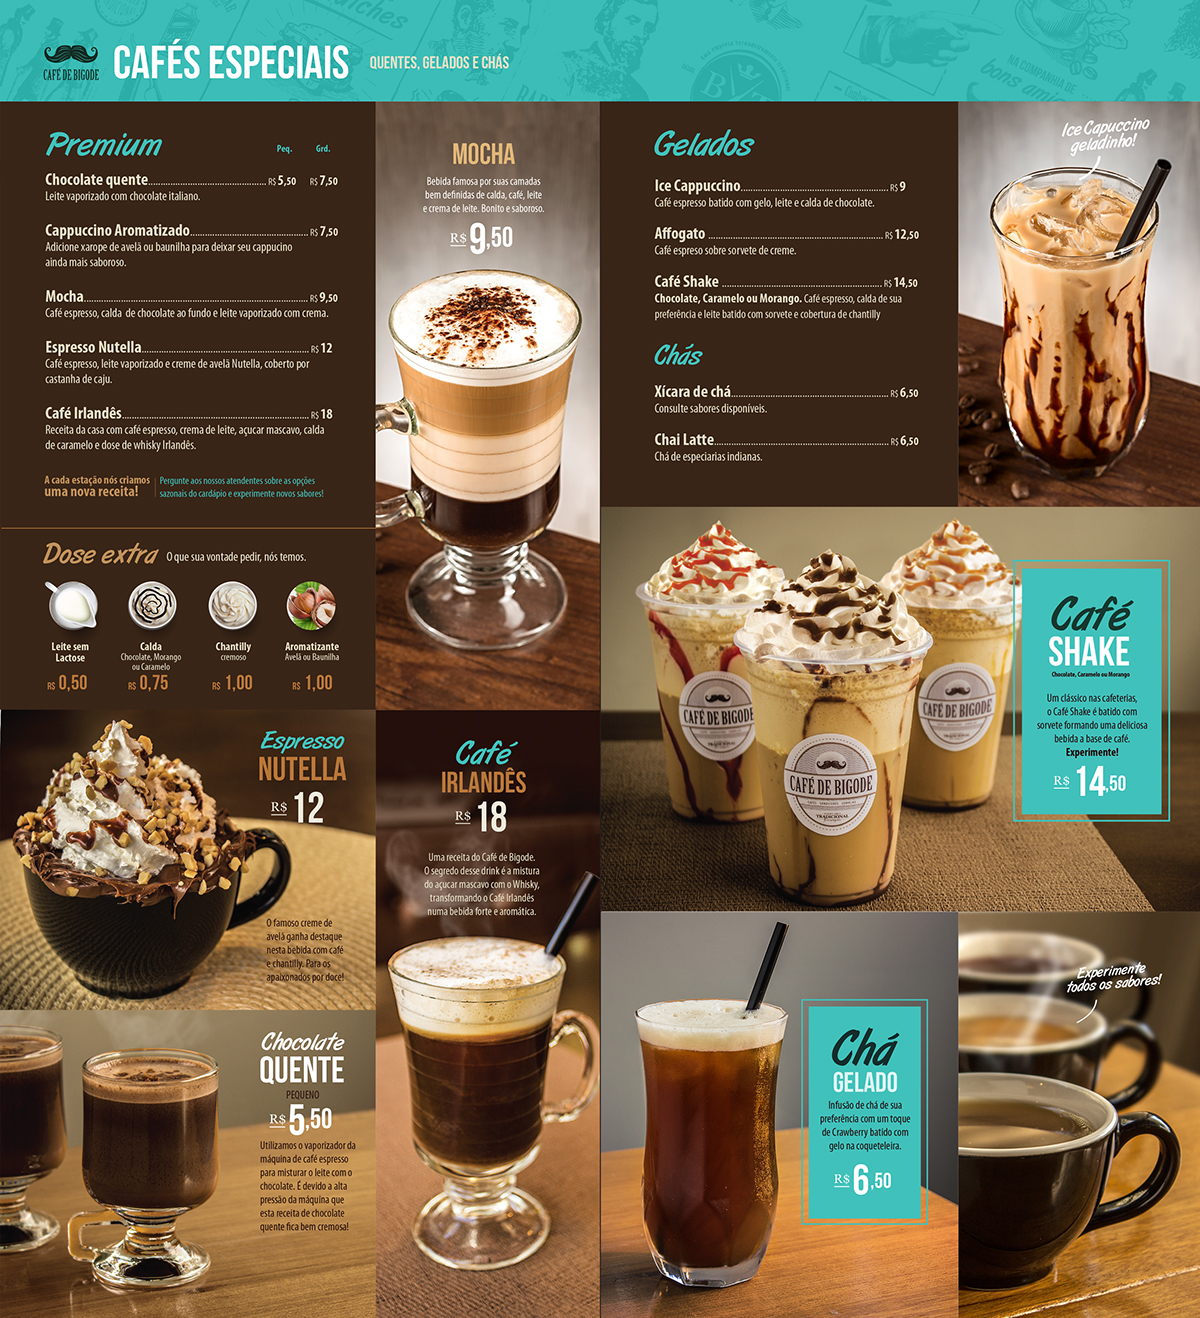 CAFÉ DE BIGODE
CAFÉS ESPECIAIS
QUENTES, GELADOS E CHÁS
NA COMPANHIA DE
bons amigos
Premium
Peq. Grd.
Chocolate quente R$ 5,50 R$ 7,50
Leite vaporizado com chocolate italiano.
Cappuccino Aromatizado R$ 7,50
Adicione xarope de avelã ou baunilha para deixar seu cappucino
ainda mais saboroso.
Mocha R$ 9,50
Café espresso, calda de chocolate ao fundo e leite vaporizado com crema.
Espresso Nutella R$ 12
Café espresso, leite vaporizado e creme de avelã Nutella, coberto por
castanha de caju.
Café Irlandês R$ 18
Receita da casa com café espresso, crema de leite, açucar mascavo, calda
de caramelo e dose de whisky Irlandês.
A cada estação nós criamos
uma nova receita!
Pergunte aos nossos atendentes sobre as opções
sazonais do cardápio e experimente novos sabores!
Dose extra O que sua vontade pedir, nós temos.
Leite sem
Lactose
R$ 0,50
Calda
Chocolate, Morango
ou Caramelo
R$ 0,75
Chantilly
cremoso
R$ 1,00
Aromatizante
Avelã ou Baunilha
R$ 1,00
MOCHA
Bebida famosa por suas camadas
bem definidas de calda, café, leite
e crema de leite. Bonito e saboroso.
R$ 9,50
Gelados
Ice Cappuccino R$ 9
Café espresso batido com gelo, leite e calda de chocolate.
Affogato R$ 12,50
Café espreso sobre sorvete de creme.
Café Shake R$ 14,50
Chocolate, Caramelo ou Morango. Café espresso, calda de sua
preferência e leite batido com sorvete e cobertura de chantilly
Chás
Xícara de chá R$ 6,50
Consulte sabores disponíveis.
Chai Latte R$ 6,50
Chá de especiarias indianas.
Ice Capuccino
geladinho!
CAFÉ DE BIGODE
TRADICIONAL
CAFÉ DE BIGODE
TRADICIONAL
CAFÉ DE BIGODE
Café
SHAKE
Chocolate, Caramelo ou Morango
Um clássico nas cafeterias,
o Café Shake é batido com
sorvete formando uma deliciosa
bebida a base de café.
Experimente!
R$ 14,50
Espresso
NUTELLA
R$ 12
O famoso creme de
avelã ganha destaque
nesta bebida com café
e chantilly. Para os
apaixonados por doce!
Café
IRLANDÊS
R$ 18
Uma receita do Café de Bigode.
O segredo desse drink é a mistura
do açucar mascavo com o Whisky,
transformando o Café Irlandês
numa bebida forte e aromática.
Chocolate
QUENTE
PEQUENO
R$ 5,50
Utilizamos o vaporizador da
máquina de café espresso
para misturar o leite com o
chocolate. É devido a alta
pressão da máquina que
esta receita de chocolate
quente fica bem cremosa!
Chá
GELADO
Infusão de chá de sua
preferência com um toque
de Crawberry batido com
gelo na coqueteleira.
R$ 6,50
Experimente
todos os sabores!